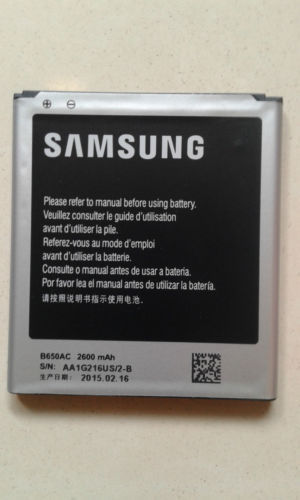 SAMSUNG
Please refer to manual before using battery.
Veuillez consulter le guide d'utilisation
avant d'utiliser la pile.
Referez-vous au mode d'emploi
avant d'utiliser la batterie.
Consulte o manual antes de usar a bateria.
Por favor lea el manual antes de utilizar la batería.
请按照说明书指示使用电池.
B650AC 2600 mAh
S/N: AA1G216US/2-B
生产日期: 2015.02.16